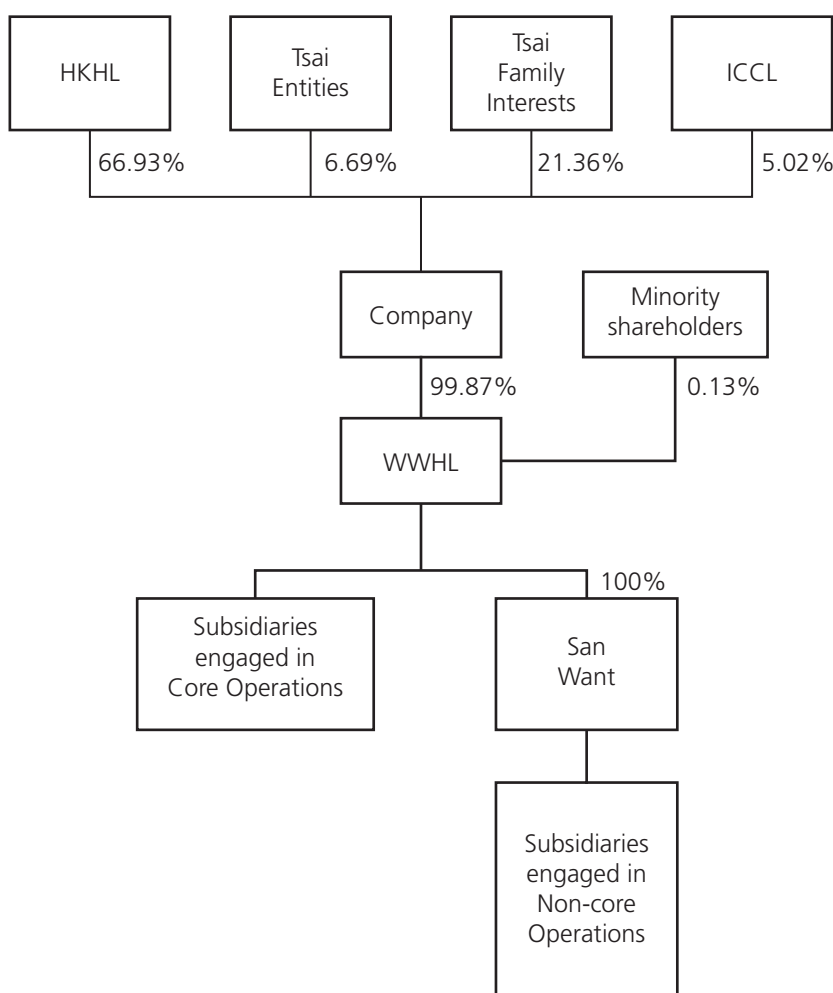 HKHL
Tsai
Entities
Tsai
Family
Interests
ICCL
66.93%
6.69%
21.36%
5.02%
Company
Minority
shareholders
99.87%
0.13%
WWHL
100%
Subsidiaries
engaged in
Core Operations
San
Want
Subsidiaries
engaged in
Non-core
Operations